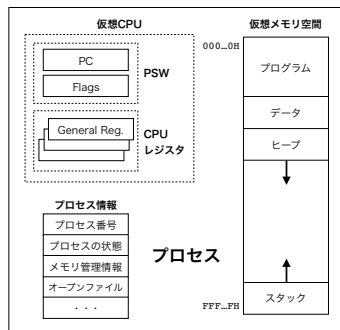 仮想CPU
PC
Flags
PSW
General Reg.
CPU
レジスタ
プロセス情報
プロセス番号
プロセスの状態
メモリ管理情報
オープンファイル
・・・
プロセス
仮想メモリ空間
000…0H
プログラム
データ
ヒープ
スタック
FFF…FH